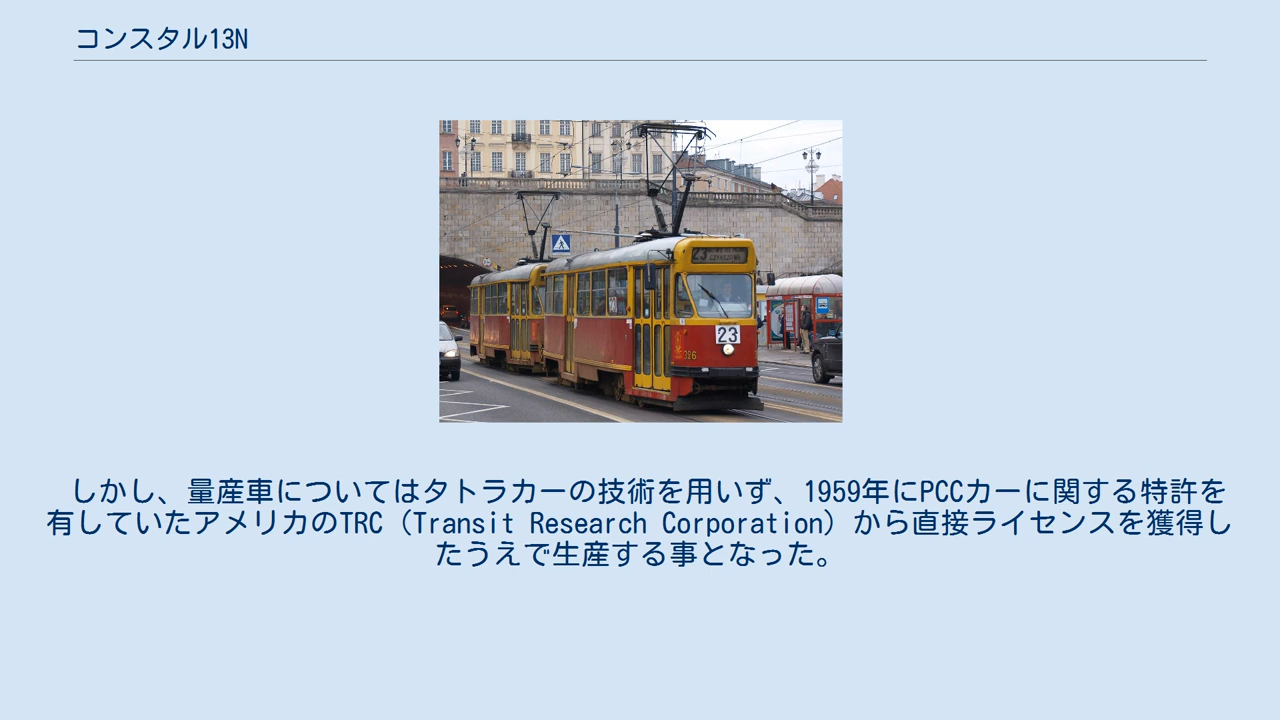 コンスタル13N
23
23
326
しかし、量産車についてはタトラカーの技術を用いず、1959年にPCCカーに関する特許を
有していたアメリカのTRC（Transit Research Corporation）から直接ライセンスを獲得し
たうえで生産する事となった。